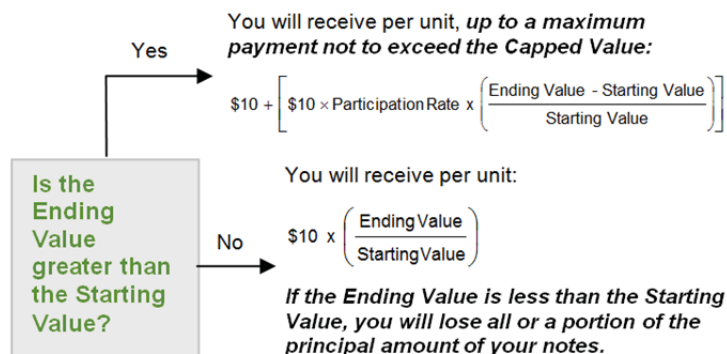 You will receive per unit, up to a maximum
payment not to exceed the Capped Value:
Yes
$10 + [ $10 × Participation Rate x ( Ending Value - Starting Value
Starting Value ) ]
Is the
Ending
Value
greater than
the Starting
Value?
No
You will receive per unit:
$10 x ( Ending Value
Starting Value )
If the Ending Value is less than the Starting
Value, you will lose all or a portion of the
principal amount of your notes.